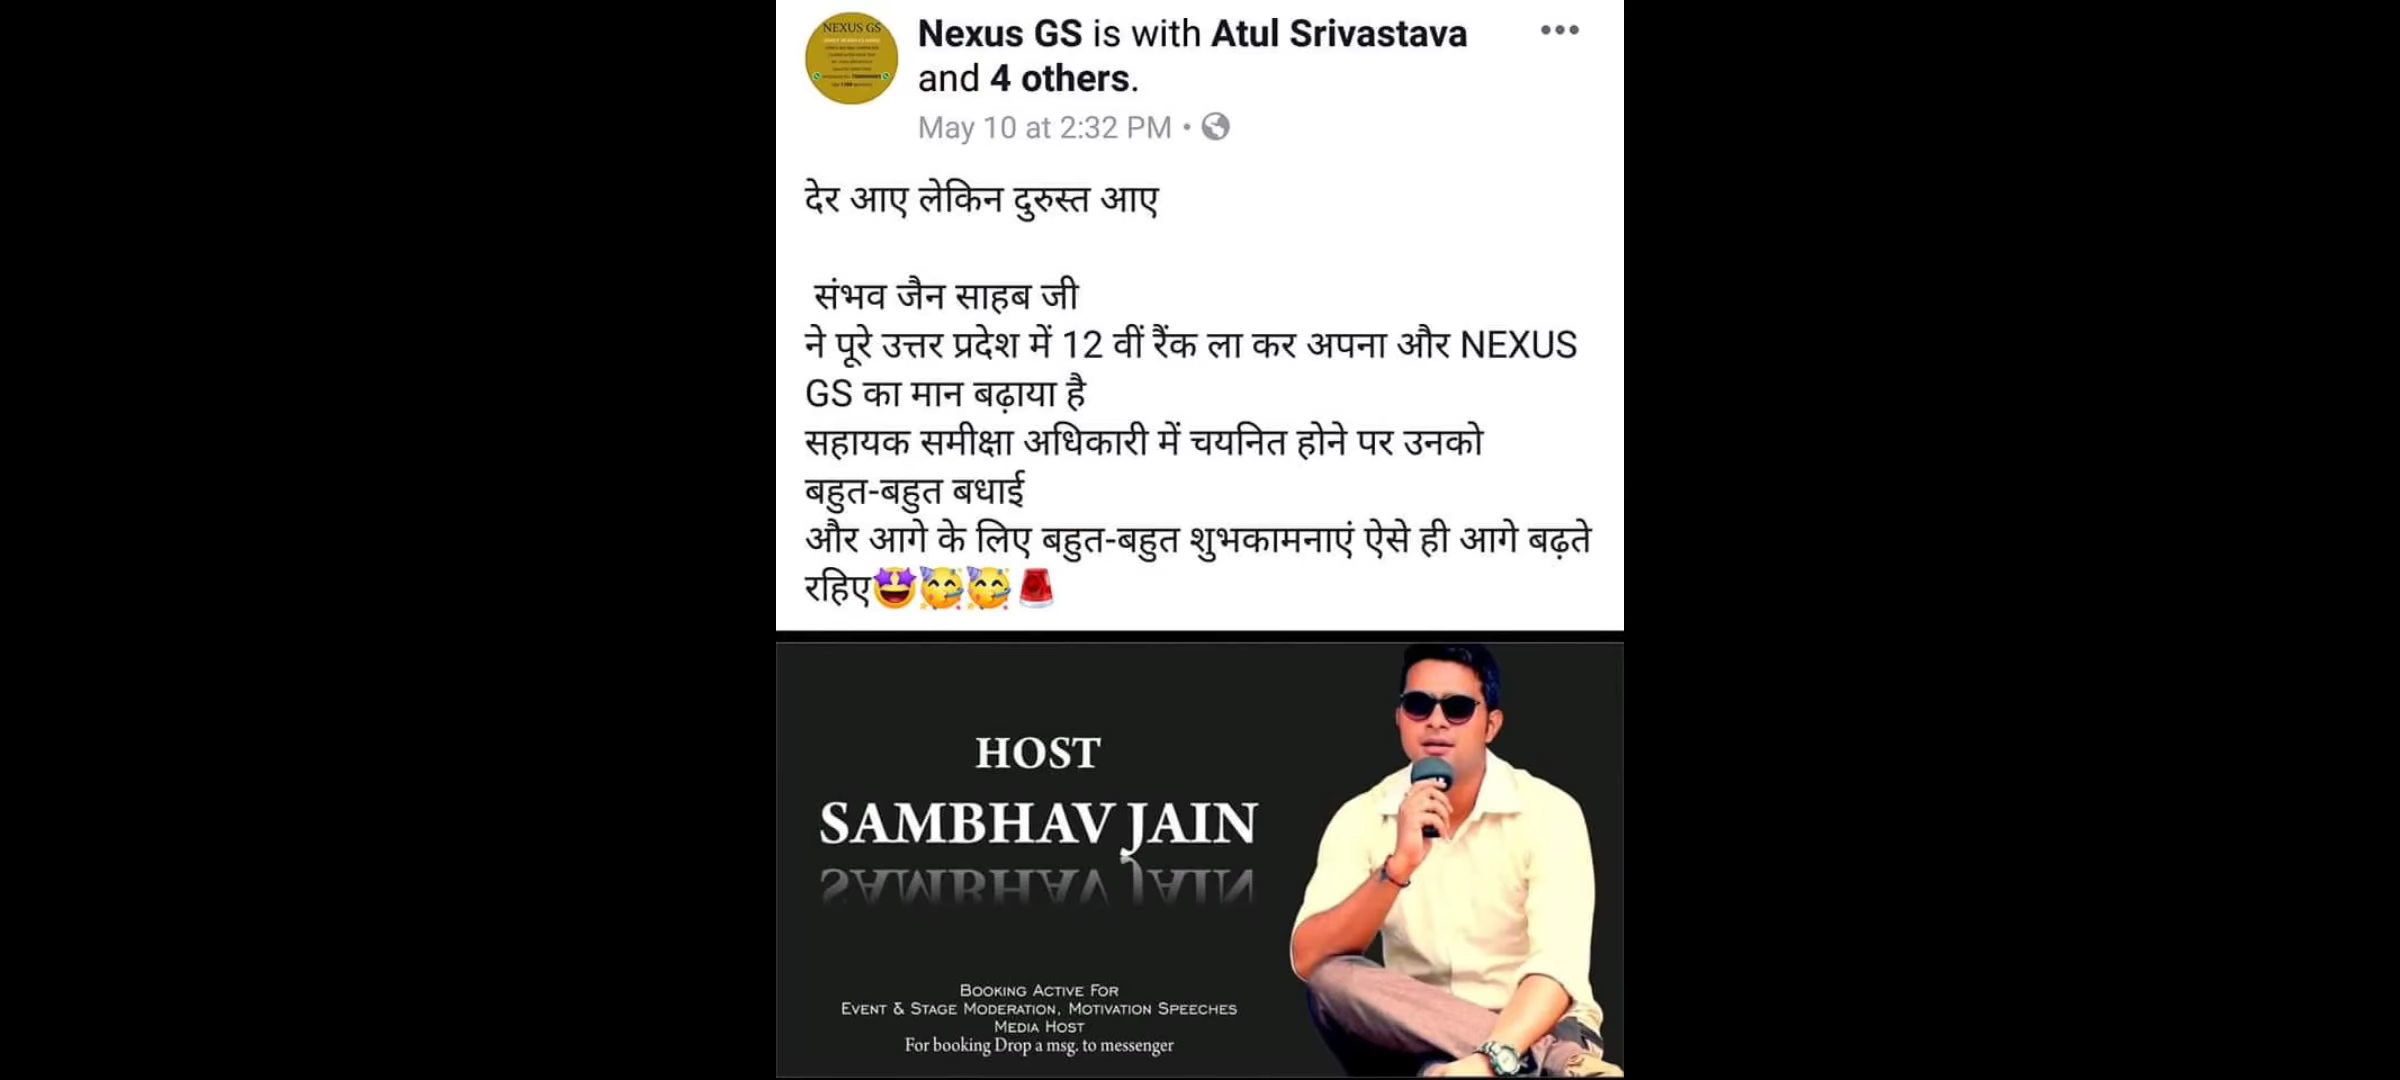 NEXUS GS
Nexus GS is with Atul Srivastava
and 4 others.
May 10 at 2:32 PM •
देर आए लेकिन दुरुस्त आए
संभव जैन साहब जी
ने पूरे उत्तर प्रदेश में 12 वीं रैंक ला कर अपना और NEXUS
GS का मान बढ़ाया है
सहायक समीक्षा अधिकारी में चयनित होने पर उनको
बहुत-बहुत बधाई
और आगे के लिए बहुत-बहुत शुभकामनाएं ऐसे ही आगे बढ़ते
रहिए🤩🥳🥳🚨
HOST
SAMBHAV JAIN
BOOKING ACTIVE FOR
EVENT & STAGE MODERATION, MOTIVATION SPEECHES
MEDIA HOST
For booking Drop a msg. to messenger